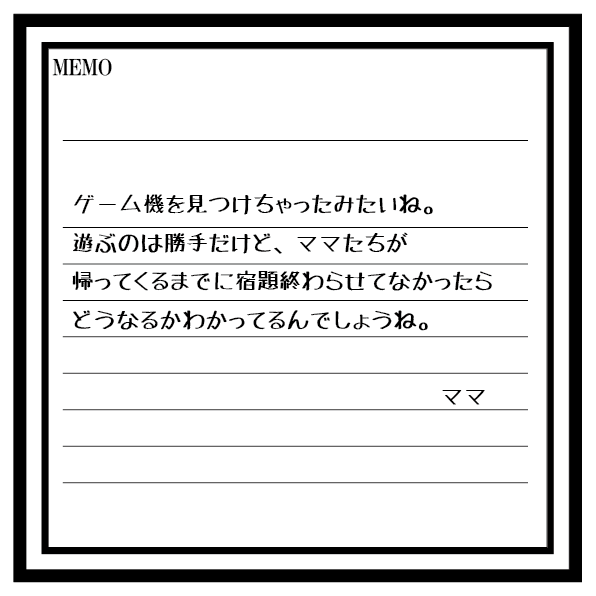 MEMO
ゲーム機を見つけちゃったみたいね。
遊ぶのは勝手だけど、ママたちが
帰ってくるまでに宿題終わらせてなかったら
どうなるかわかってるんでしょうね。
ママ